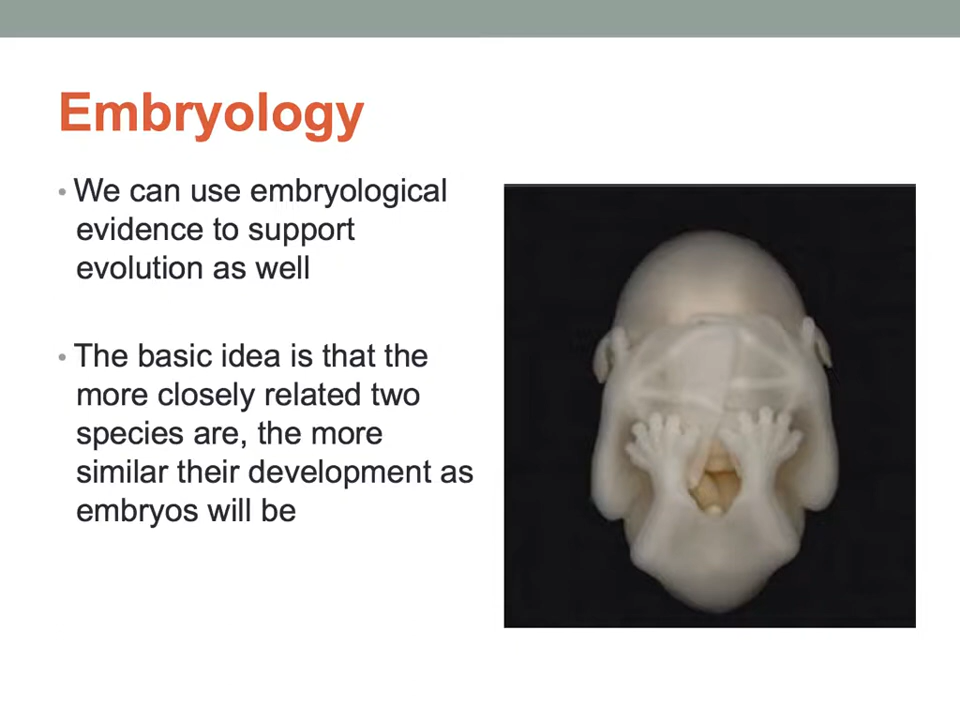 Embryology
• We can use embryological
evidence to support
evolution as well
• The basic idea is that the
more closely related two
species are, the more
similar their development as
embryos will be